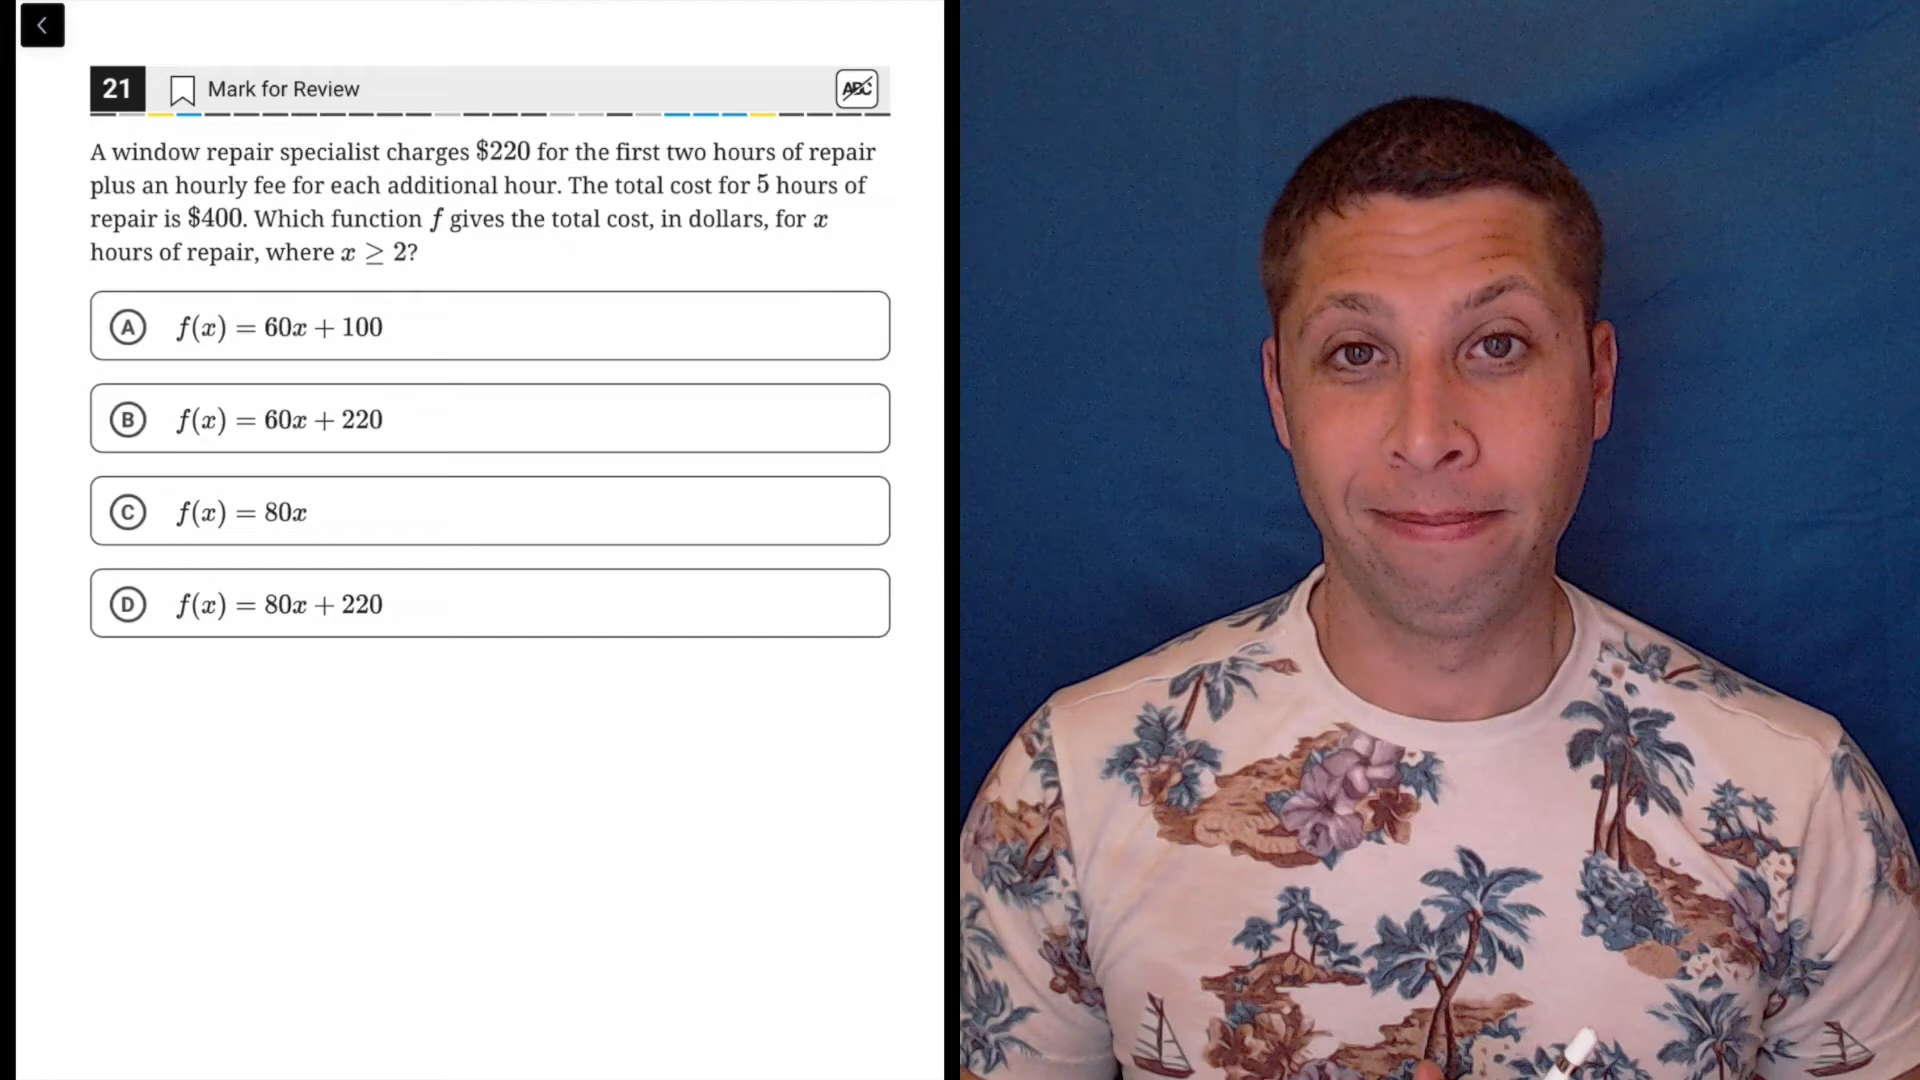 21 Mark for Review ABC
A window repair specialist charges $220 for the first two hours of repair
plus an hourly fee for each additional hour. The total cost for 5 hours of
repair is $400. Which function f gives the total cost, in dollars, for x
hours of repair, where x ≥ 2?
A f(x) = 60x + 100
B f(x) = 60x + 220
C f(x) = 80x
D f(x) = 80x + 220